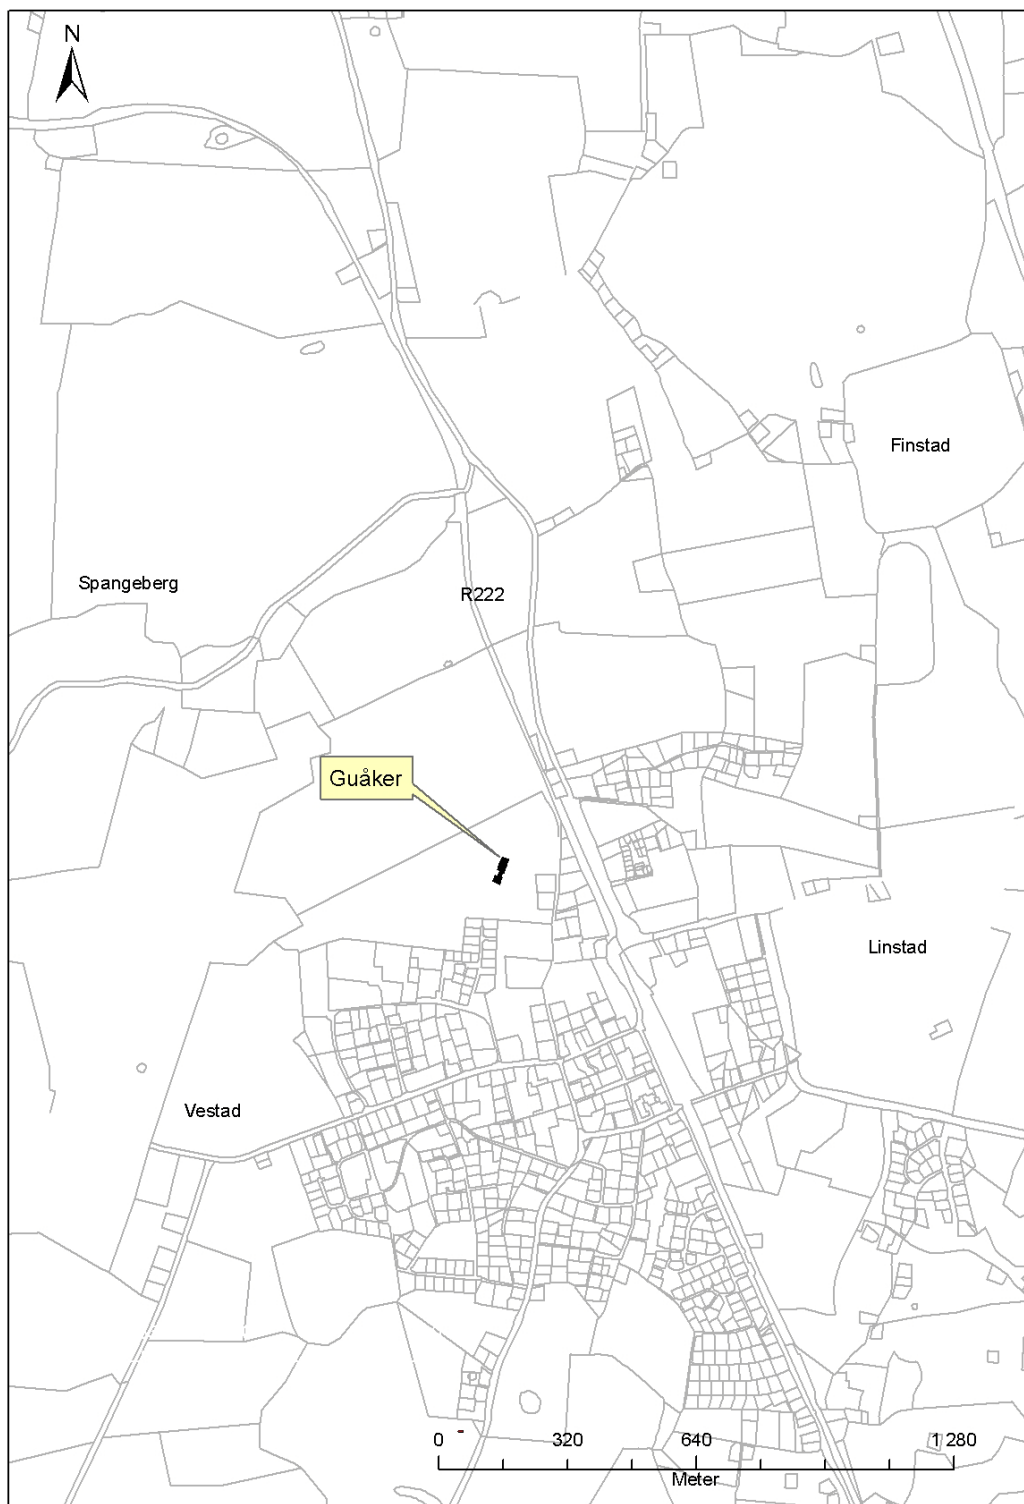 N
Finstad
Spangeberg
R222
Guåker
Linstad
Vestad
0 320 640 1 280
Meter